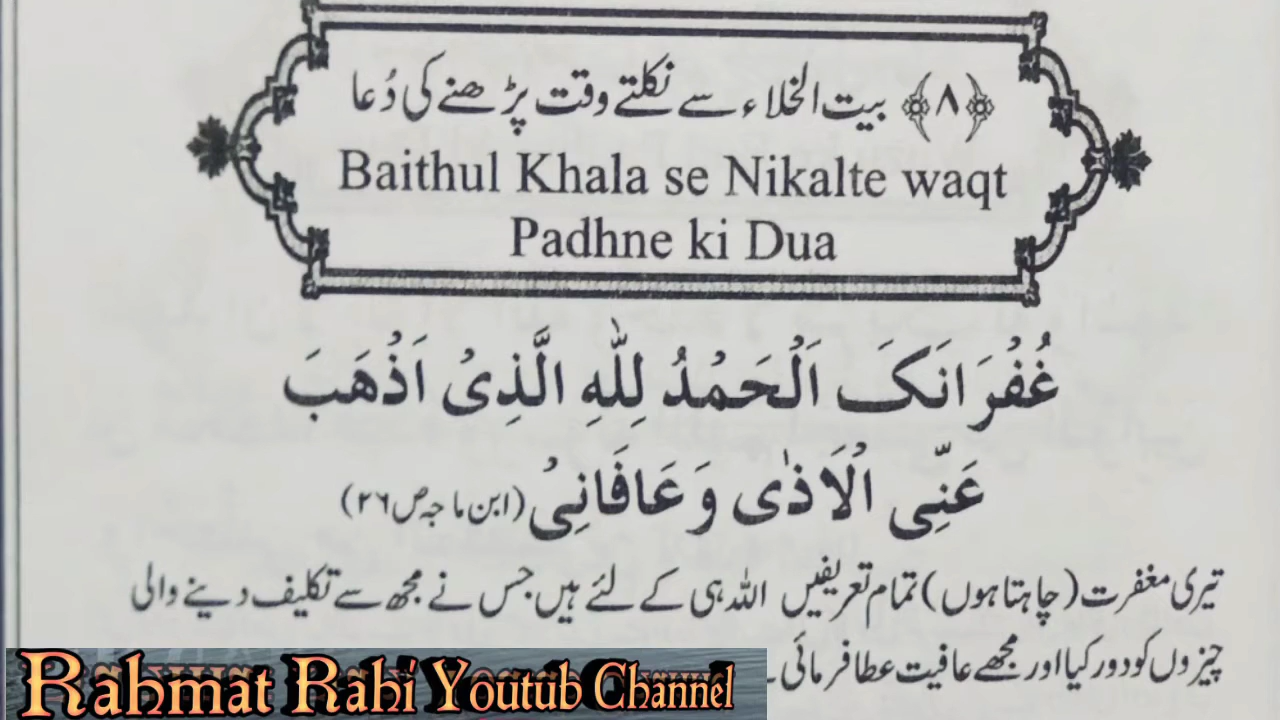 ﴿۸﴾ بیت الخلاء سے نکلتے وقت پڑھنے کی دُعا
Baithul Khala se Nikalte waqt
Padhne ki Dua
غُفْرَانَکَ اَلْحَمْدُ لِلّٰهِ الَّذِیْ اَذْهَبَ
عَنِّی الْاَذٰی وَعَافَانِیْ (ابن ماجہ ص ۲۶)
تیری مغفرت (چاہتا ہوں) تمام تعریفیں اللہ ہی کے لئے ہیں جس نے مجھ سے تکلیف دینے والی
چیزوں کو دور کیا اور مجھے عافیت عطا فرمائی۔
Rahmat Rahi Youtub Channel